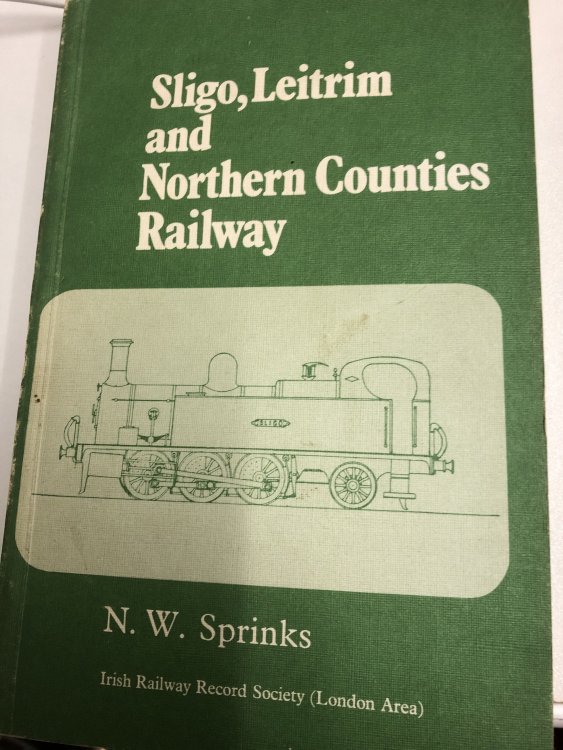 Sligo, Leitrim
and
Northern Counties
Railway
SLIGO
N. W. Sprinks
Irish Railway Record Society (London Area)